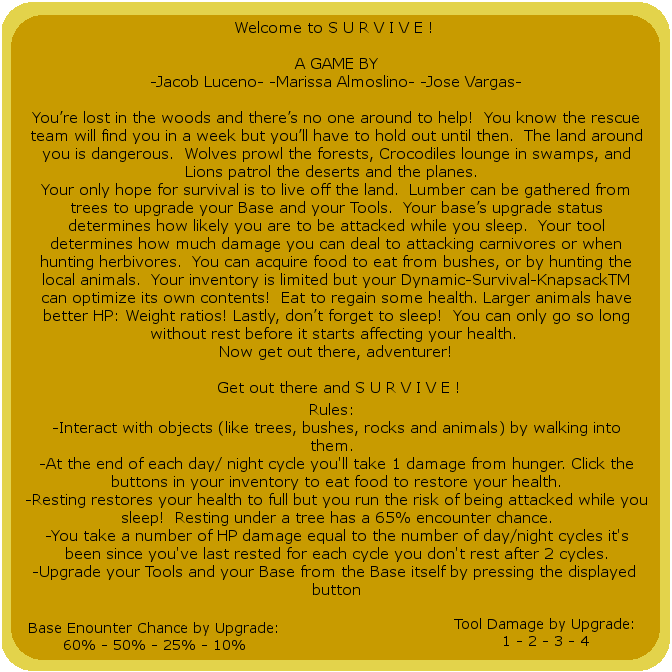 Welcome to S U R V I V E !
A GAME BY
-Jacob Luceno- -Marissa Almoslino- -Jose Vargas-
You’re lost in the woods and there’s no one around to help!  You know the rescue
team will find you in a week but you’ll have to hold out until then.  The land around
you is dangerous.  Wolves prowl the forests, Crocodiles lounge in swamps, and
Lions patrol the deserts and the planes.
Your only hope for survival is to live off the land.  Lumber can be gathered from
trees to upgrade your Base and your Tools.  Your base’s upgrade status
determines how likely you are to be attacked while you sleep.  Your tool
determines how much damage you can deal to attacking carnivores or when
hunting herbivores.  You can acquire food to eat from bushes, or by hunting the
local animals.  Your inventory is limited but your Dynamic-Survival-KnapsackTM
can optimize its own contents!  Eat to regain some health. Larger animals have
better HP: Weight ratios! Lastly, don’t forget to sleep!  You can only go so long
without rest before it starts affecting your health.
Now get out there, adventurer!
Get out there and S U R V I V E !
Rules:
-Interact with objects (like trees, bushes, rocks and animals) by walking into
them.
-At the end of each day/ night cycle you'll take 1 damage from hunger. Click the
buttons in your inventory to eat food to restore your health.
-Resting restores your health to full but you run the risk of being attacked while you
sleep!  Resting under a tree has a 65% encounter chance.
-You take a number of HP damage equal to the number of day/night cycles it's
been since you've last rested for each cycle you don't rest after 2 cycles.
-Upgrade your Tools and your Base from the Base itself by pressing the displayed
button
Base Enounter Chance by Upgrade:
60% - 50% - 25% - 10%
Tool Damage by Upgrade:
1 - 2 - 3 - 4